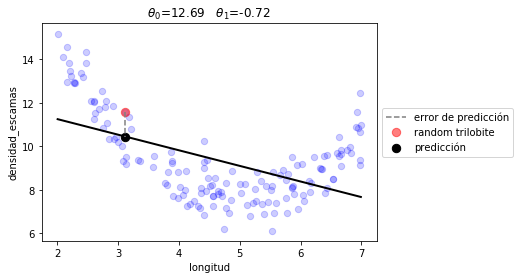 θ₀=12.69 θ₁=-0.72
densidad_escamas
14
12
10
8
6
2
3
4
5
6
7
longitud
error de predicción
random trilobite
predicción